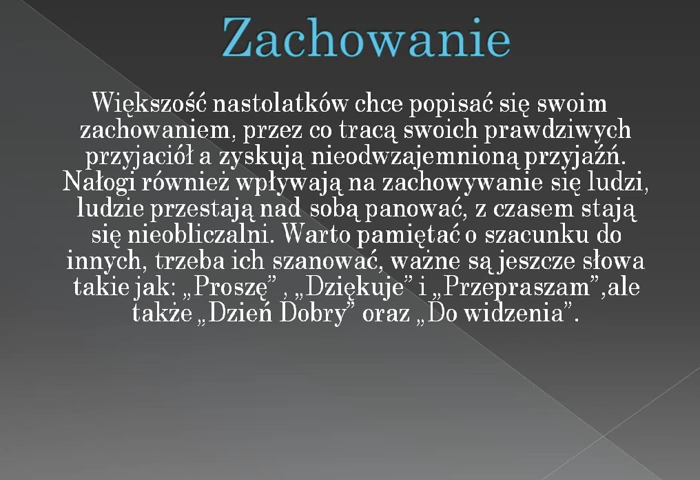 Zachowanie
Większość nastolatków chce popisać się swoim
zachowaniem, przez co tracą swoich prawdziwych
przyjaciół a zyskują nieodwzajemnioną przyjaźń.
Nałogi również wpływają na zachowywanie się ludzi,
ludzie przestają nad sobą panować, z czasem stają
się nieobliczalni. Warto pamiętać o szacunku do
innych, trzeba ich szanować, ważne są jeszcze słowa
takie jak: „Proszę” , „Dziękuje” i „Przepraszam”,ale
także „Dzień Dobry” oraz „Do widzenia”.